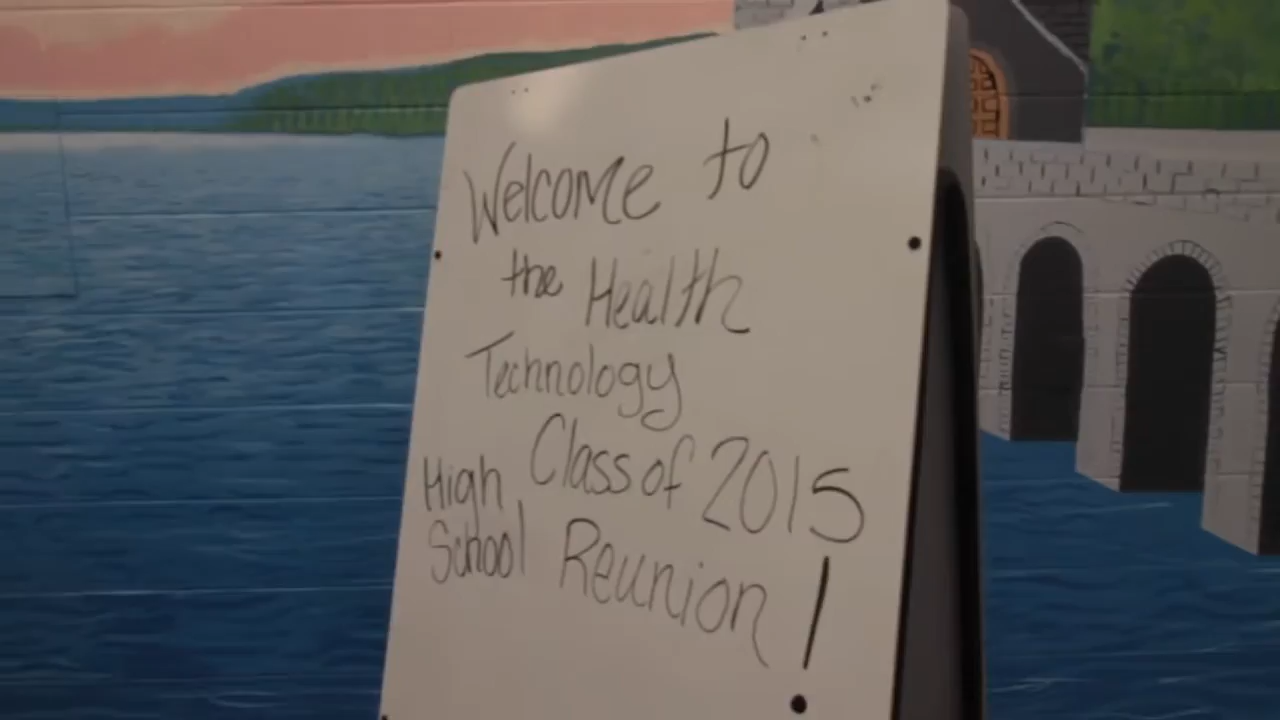 Welcome to
the Health
Technology
Class of 2015
High
School Reunion!